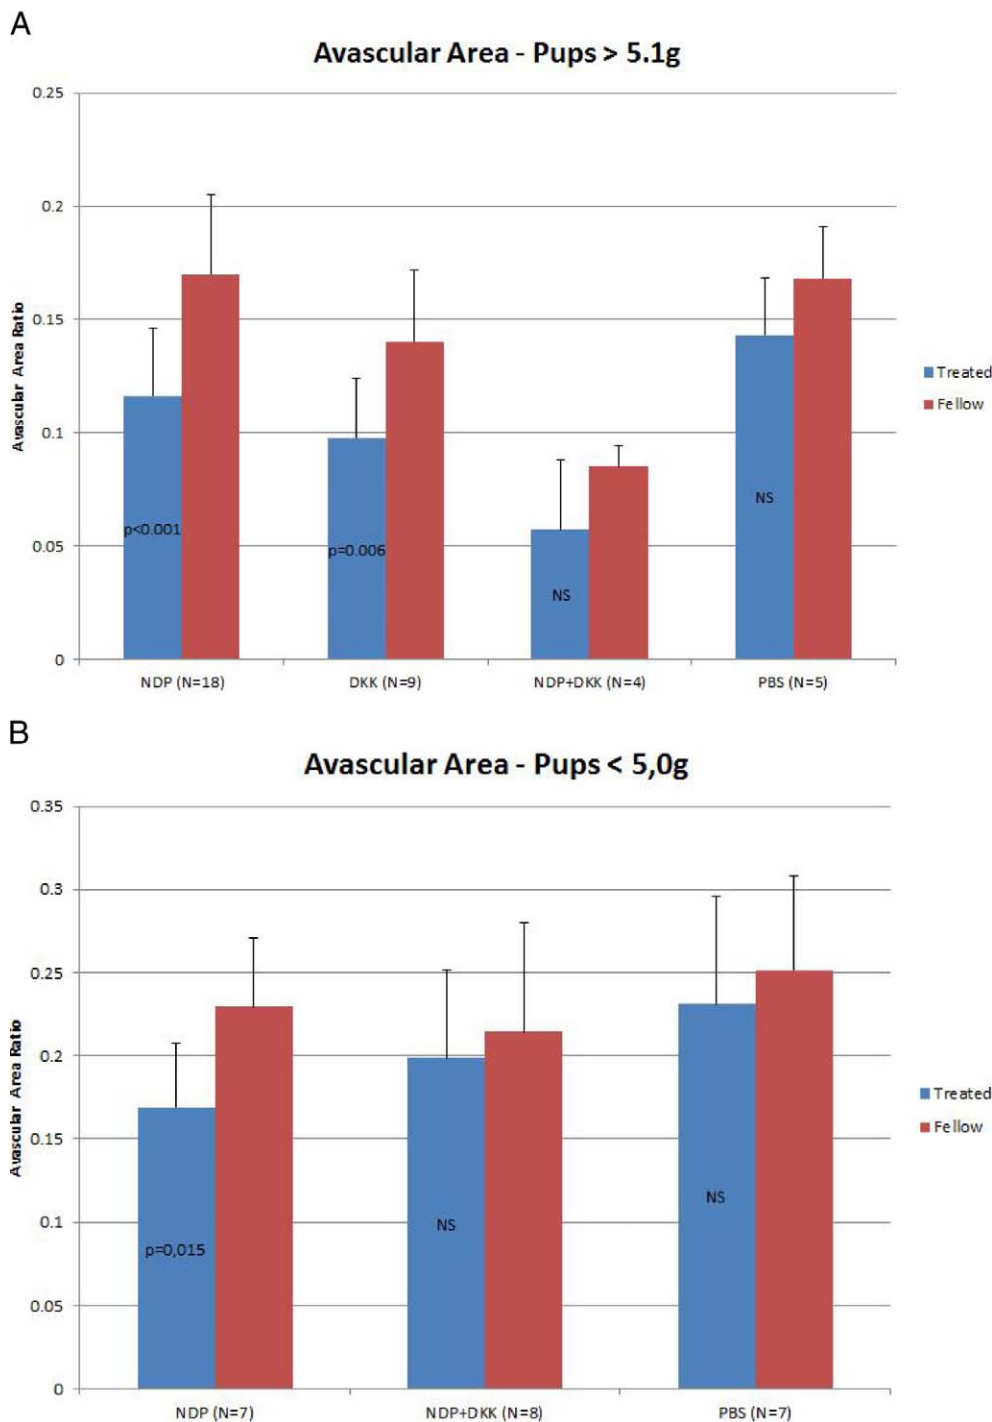 A
Avascular Area - Pups > 5.1g
0.25
0.2
0.15
0.1
0.05
0
Avascular Area Ratio
p<0.001
p=0.006
NS
NS
NDP (N=18)
DKK (N=9)
NDP+DKK (N=4)
PBS (N=5)
Treated
Fellow
B
Avascular Area - Pups < 5,0g
0.35
0.3
0.25
0.2
0.15
0.1
0.05
0
Avascular Area Ratio
p=0,015
NS
NS
NDP (N=7)
NDP+DKK (N=8)
PBS (N=7)
Treated
Fellow